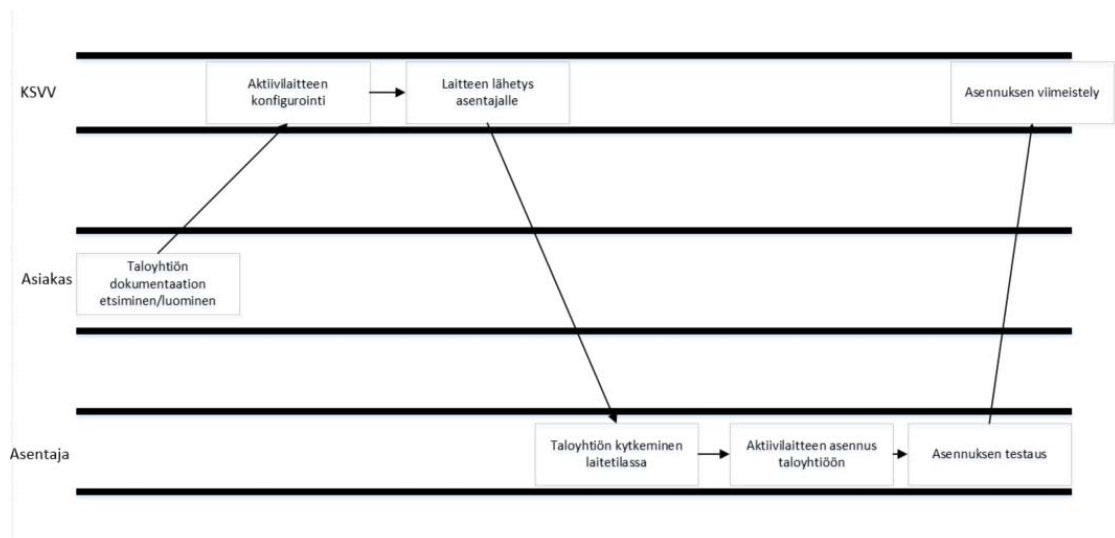 KSVV
Aktiivilaitteen
konfigurointi
Laitteen lähetys
asentajalle
Asennuksen viimeistely
Asiakas
Taloyhtiön
dokumentaation
etsiminen/luominen
Asentaja
Taloyhtiön kytkeminen
laitetilassa
Aktiivilaitteen asennus
taloyhtiöön
Asennuksen testaus